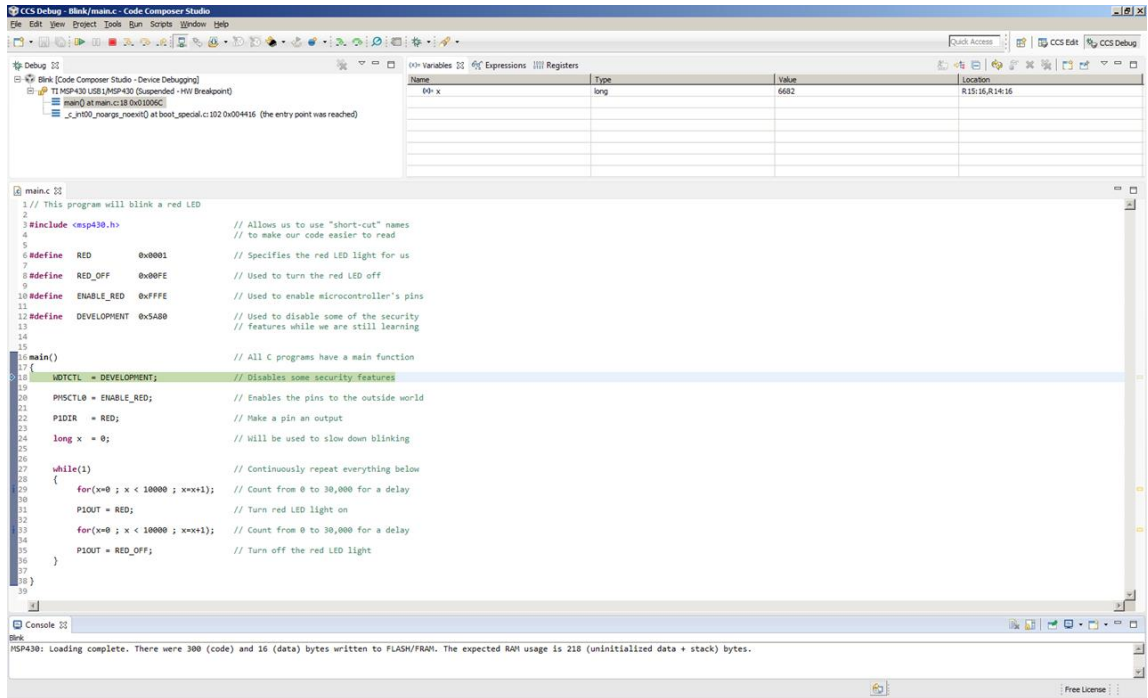 CCS Debug - Blink/main.c - Code Composer Studio
File Edit View Project Tools Run Scripts Window Help
Quick Access CCS Edit CCS Debug
Debug
Blink [Code Composer Studio - Device Debugging]
TI MSP430 USB1/MSP430 (Suspended - HW Breakpoint)
main() at main.c:18 0x01006C
_c_int00_noargs_noexit() at boot_special.c:102 0x004416 (the entry point was reached)
(x)= Variables Expressions Registers
Name Type Value Location
(x)= x long 6682 R15:16,R14:16
main.c
1 // This program will blink a red LED
2
3 #include <msp430.h> // Allows us to use "short-cut" names
4 // to make our code easier to read
5
6 #define RED 0x0001 // Specifies the red LED light for us
7
8 #define RED_OFF 0x00FE // Used to turn the red LED off
9
10 #define ENABLE_RED 0xFFFE // Used to enable microcontroller's pins
11
12 #define DEVELOPMENT 0x5A80 // Used to disable some of the security
13 // features while we are still learning
14
15
16 main() // All C programs have a main function
17 {
18 WDTCTL = DEVELOPMENT; // Disables some security features
19
20 PM5CTL0 = ENABLE_RED; // Enables the pins to the outside world
21
22 P1DIR = RED; // Make a pin an output
23
24 long x = 0; // Will be used to slow down blinking
25
26
27 while(1) // Continuously repeat everything below
28 {
29 for(x=0 ; x < 10000 ; x=x+1); // Count from 0 to 30,000 for a delay
30
31 P1OUT = RED; // Turn red LED light on
32
33 for(x=0 ; x < 10000 ; x=x+1); // Count from 0 to 30,000 for a delay
34
35 P1OUT = RED_OFF; // Turn off the red LED light
36 }
37
38 }
39
Console
Blink
MSP430: Loading complete. There were 300 (code) and 16 (data) bytes written to FLASH/FRAM. The expected RAM usage is 218 (uninitialized data + stack) bytes.
Free License